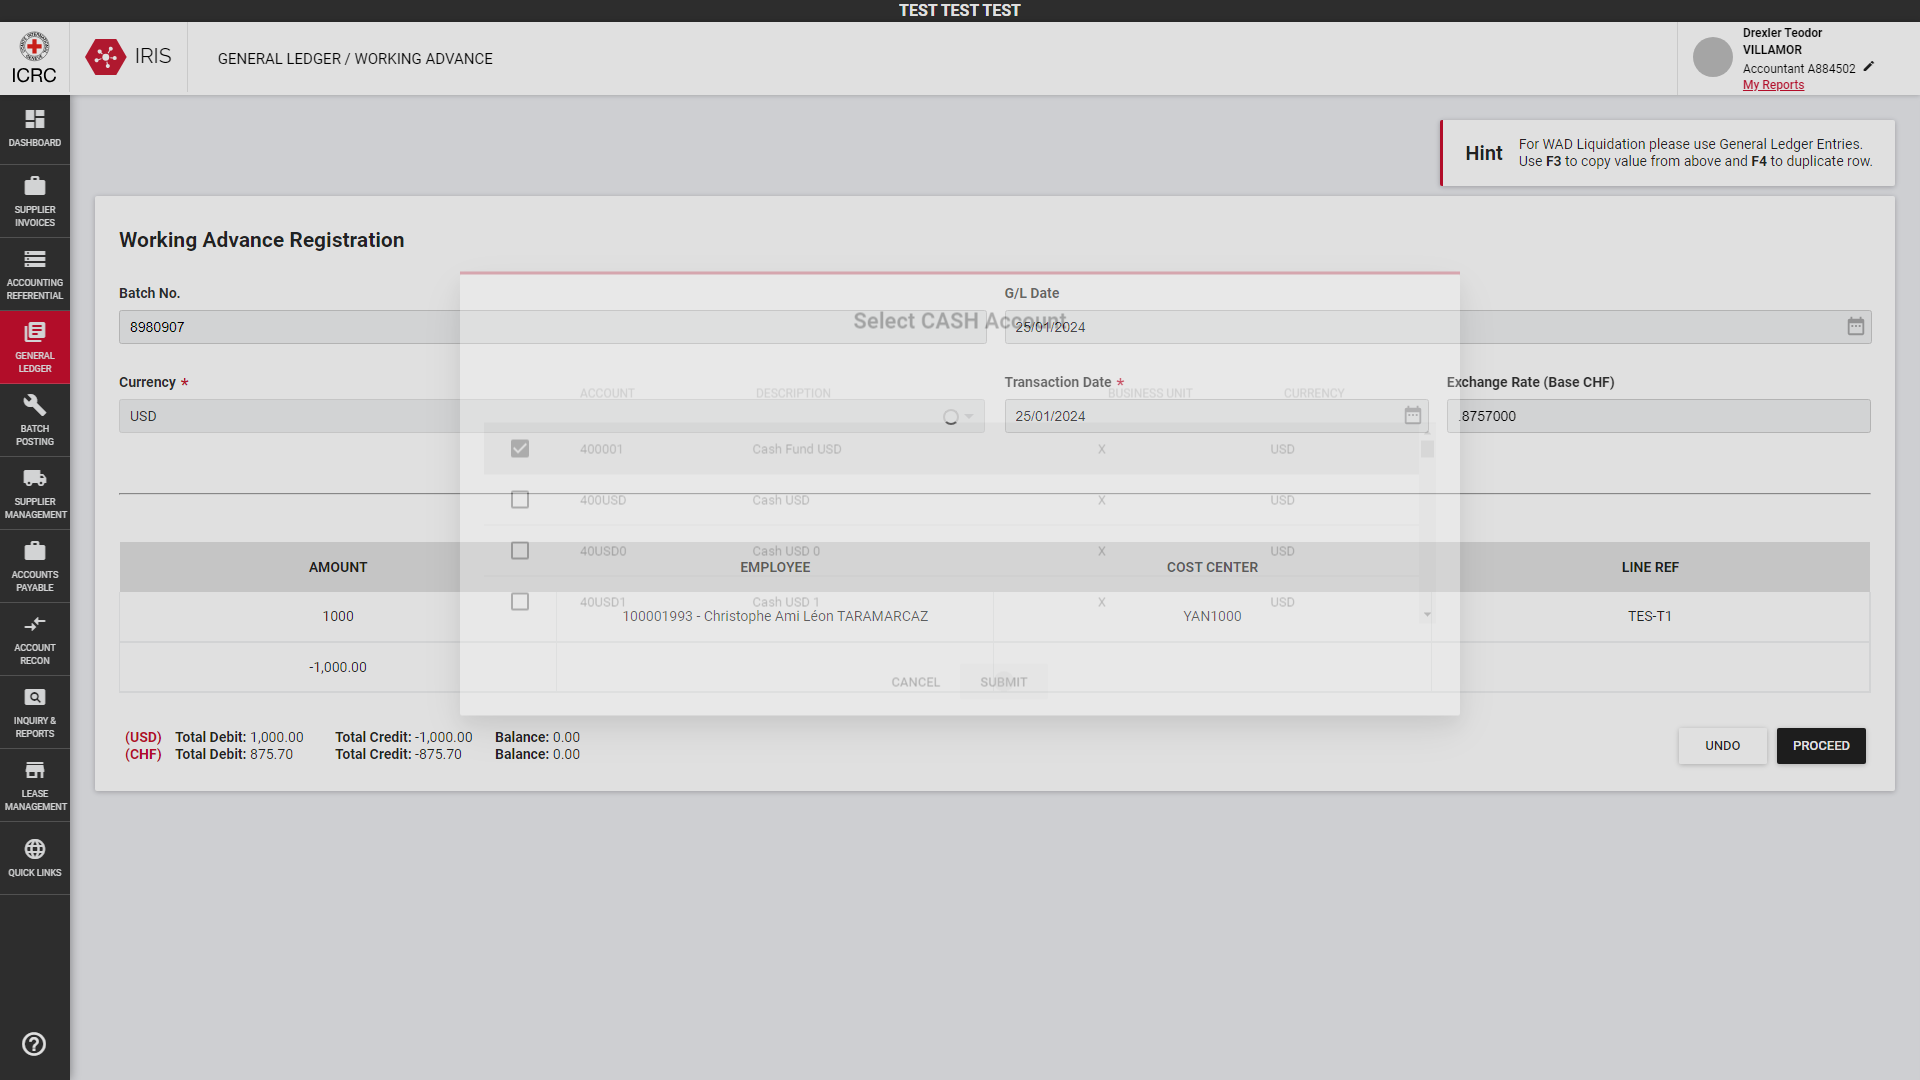 TEST TEST TEST
ICRC
IRIS
GENERAL LEDGER / WORKING ADVANCE
Drexler Teodor
VILLAMOR
Accountant A884502
My Reports
DASHBOARD
SUPPLIER
INVOICES
ACCOUNTING
REFERENTIAL
GENERAL
LEDGER
BATCH
POSTING
SUPPLIER
MANAGEMENT
ACCOUNTS
PAYABLE
ACCOUNT
RECON
INQUIRY &
REPORTS
LEASE
MANAGEMENT
QUICK LINKS
Hint
For WAD Liquidation please use General Ledger Entries.
Use F3 to copy value from above and F4 to duplicate row.
Working Advance Registration
Batch No.
8980907
G/L Date
25/01/2024
Currency *
USD
Transaction Date *
25/01/2024
Exchange Rate (Base CHF)
.8757000
Select CASH Account
ACCOUNT DESCRIPTION BUSINESS UNIT CURRENCY
400001 Cash Fund USD X USD
400USD Cash USD X USD
40USD0 Cash USD 0 X USD
40USD1 Cash USD 1 X USD
CANCEL SUBMIT
AMOUNT EMPLOYEE COST CENTER LINE REF
1000 100001993 - Christophe Ami Léon TARAMARCAZ YAN1000 TES-T1
-1,000.00
(USD) Total Debit: 1,000.00 Total Credit: -1,000.00 Balance: 0.00
(CHF) Total Debit: 875.70 Total Credit: -875.70 Balance: 0.00
UNDO
PROCEED